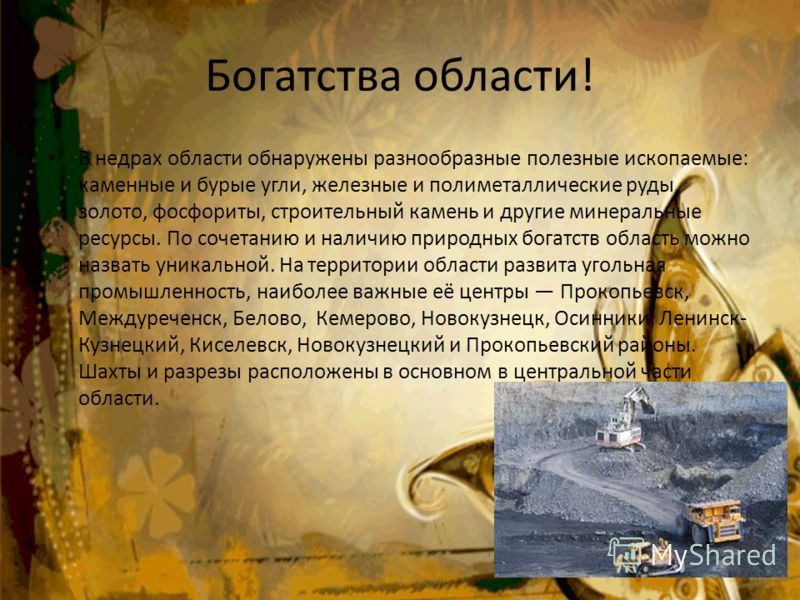 Богатства области!
• В недрах области обнаружены разнообразные полезные ископаемые:
каменные и бурые угли, железные и полиметаллические руды,
золото, фосфориты, строительный камень и другие минеральные
ресурсы. По сочетанию и наличию природных богатств область можно
назвать уникальной. На территории области развита угольная
промышленность, наиболее важные её центры — Прокопьевск,
Междуреченск, Белово, Кемерово, Новокузнецк, Осинники, Ленинск-
Кузнецкий, Киселевск, Новокузнецкий и Прокопьевский районы.
Шахты и разрезы расположены в основном в центральной части
области.
MyShared